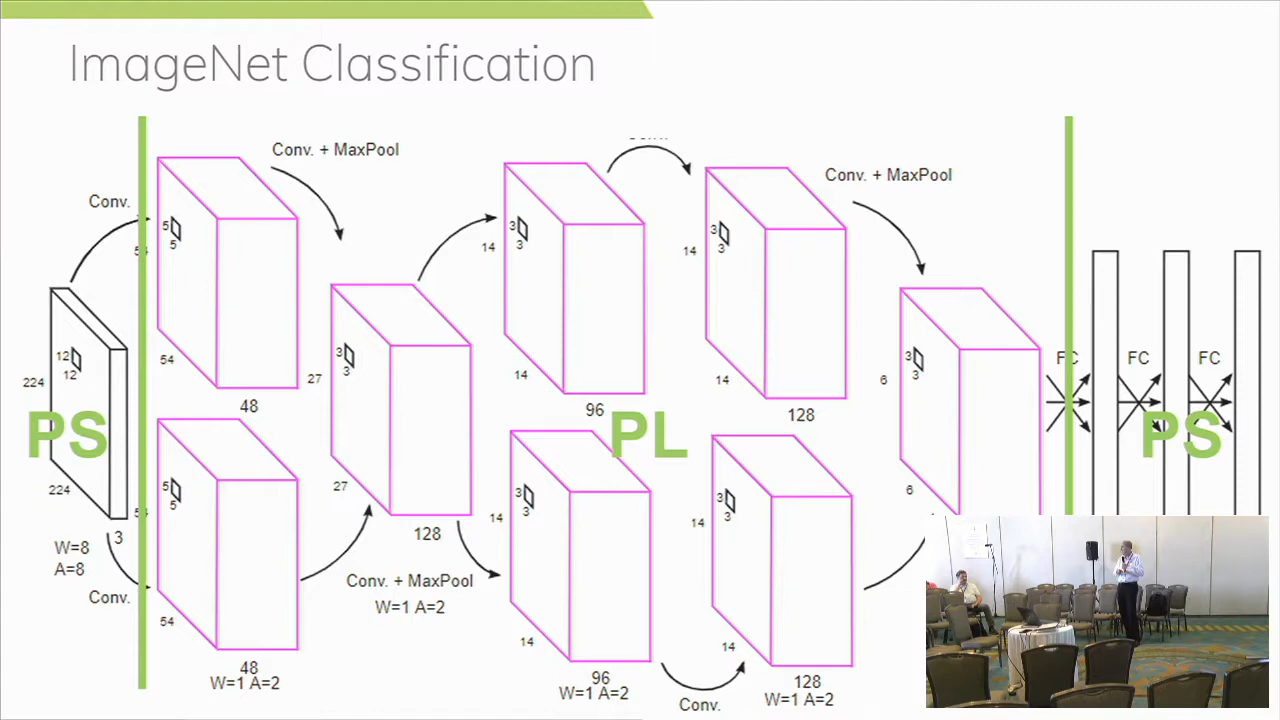 ImageNet Classification
Conv. + MaxPool
Conv.
Conv. + MaxPool
5
5
54
48
3
3
14
14
96
3
3
14
14
128
12
12
224
224
3
W=8
A=8
PS
3
3
27
27
128
PL
3
3
6
6
FC
FC
FC
PS
Conv.
5
5
54
48
W=1 A=2
Conv. + MaxPool
W=1 A=2
3
3
14
14
96
W=1 A=2
Conv.
3
3
14
14
128
W=1 A=2